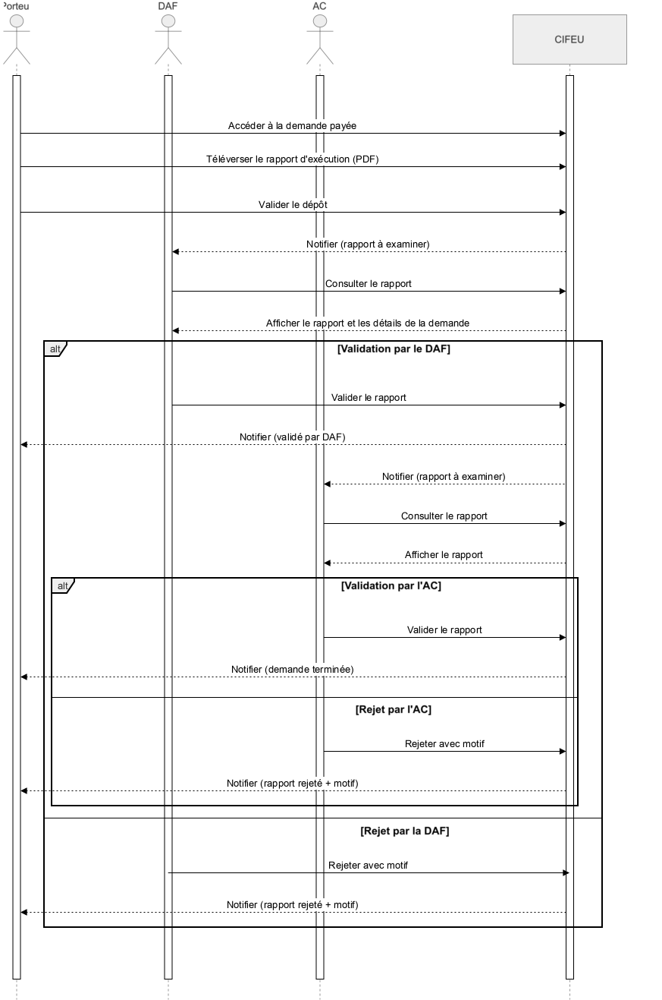 Porteu
DAF
AC
CIFEU
Accéder à la demande payée
Téléverser le rapport d'exécution (PDF)
Valider le dépôt
Notifier (rapport à examiner)
Consulter le rapport
Afficher le rapport et les détails de la demande
alt
[Validation par le DAF]
Valider le rapport
Notifier (validé par DAF)
Notifier (rapport à examiner)
Consulter le rapport
Afficher le rapport
alt
[Validation par l'AC]
Valider le rapport
Notifier (demande terminée)
[Rejet par l'AC]
Rejeter avec motif
Notifier (rapport rejeté + motif)
[Rejet par la DAF]
Rejeter avec motif
Notifier (rapport rejeté + motif)